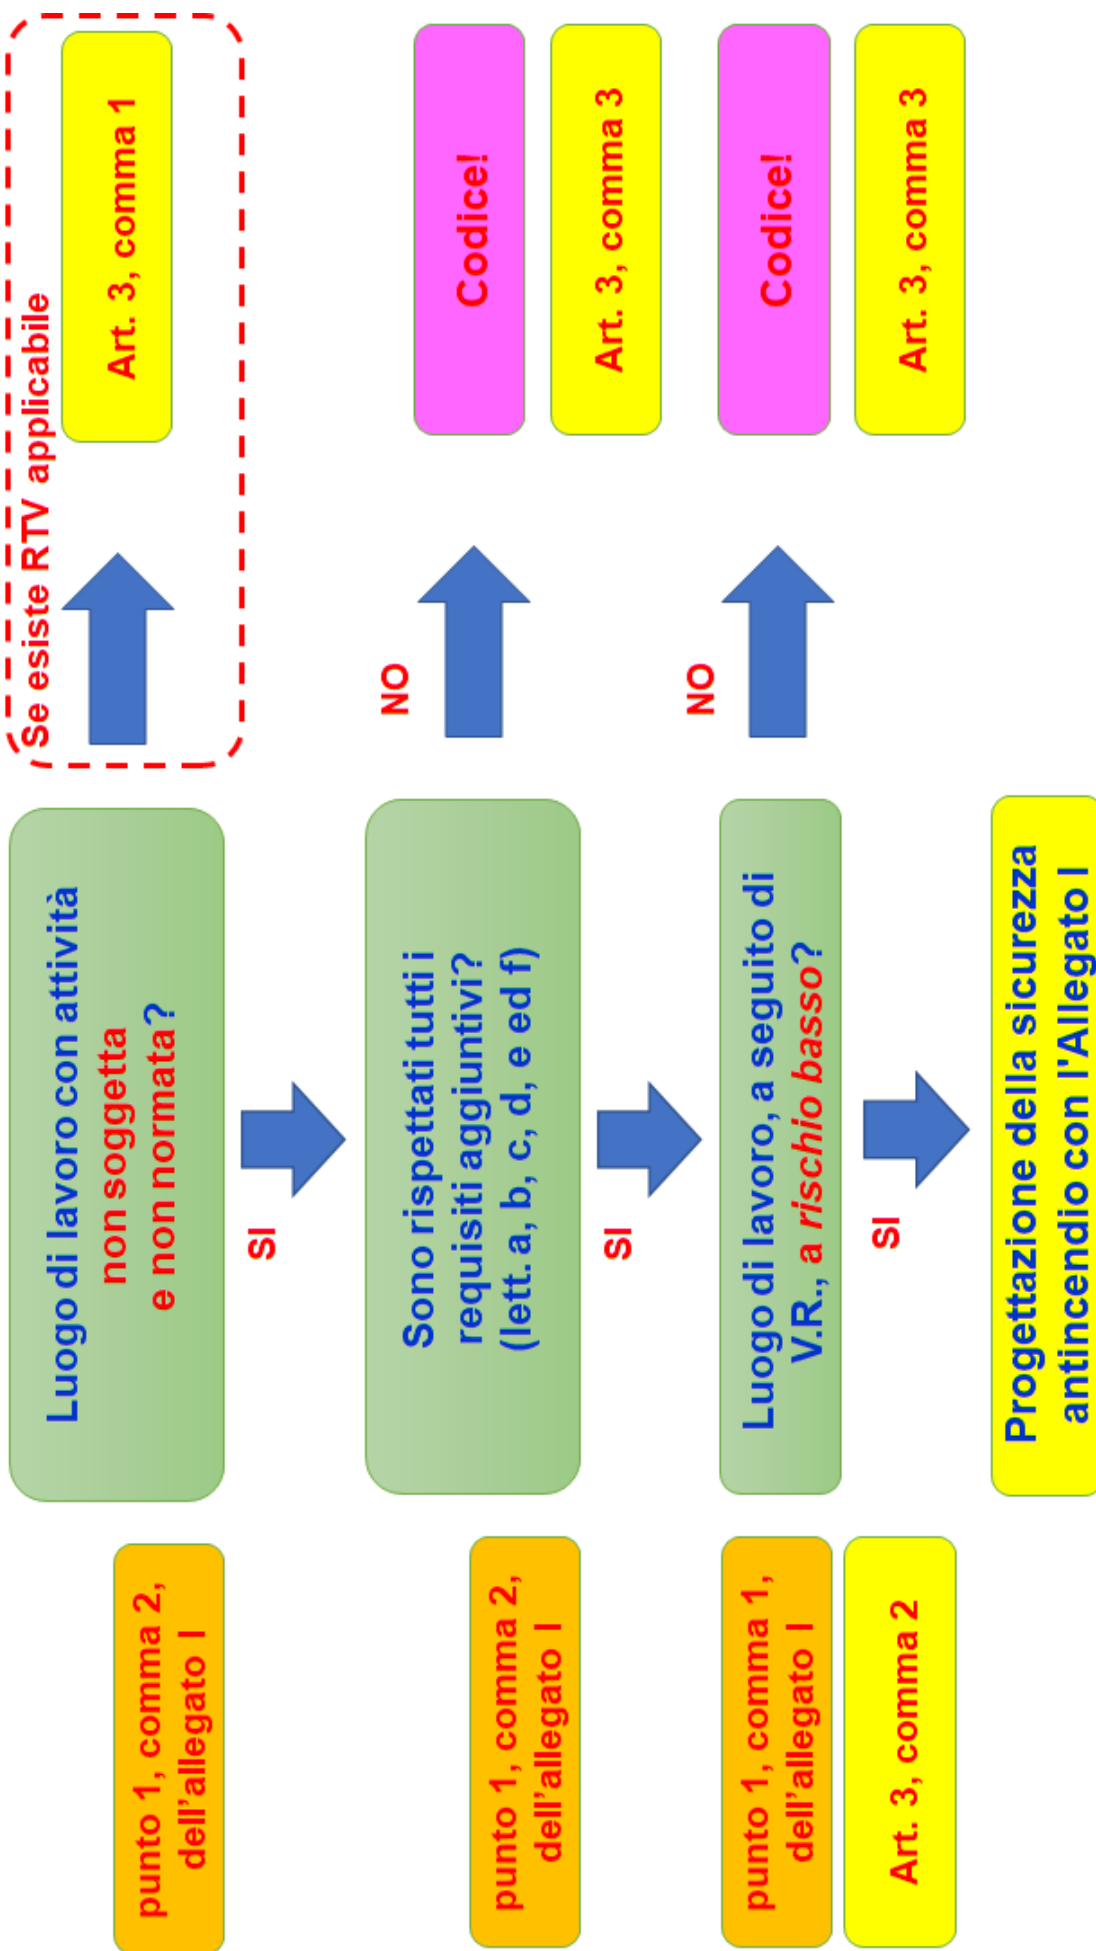 punto 1, comma 2,
dell'allegato I
Luogo di lavoro con attività
non soggetta
e non normata?
Se esiste RTV applicabile
Art. 3, comma 1
SI
punto 1, comma 2,
dell'allegato I
Sono rispettati tutti i
requisiti aggiuntivi?
(lett. a, b, c, d, e ed f)
NO
Codice!
Art. 3, comma 3
SI
punto 1, comma 1,
dell'allegato I
Art. 3, comma 2
Luogo di lavoro, a seguito di
V.R., a rischio basso?
NO
Codice!
Art. 3, comma 3
SI
Progettazione della sicurezza
antincendio con l'Allegato I